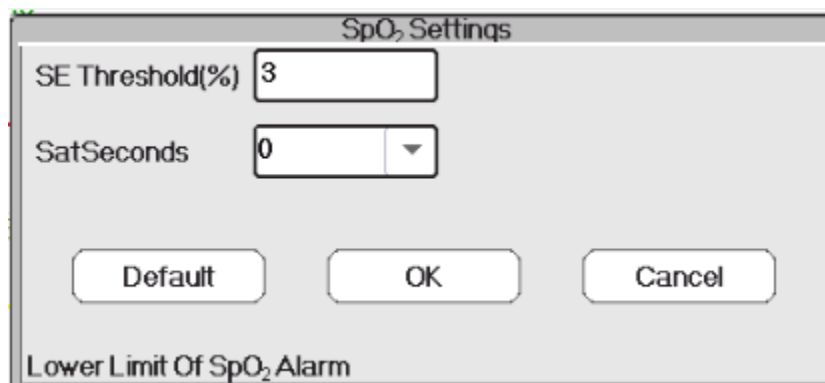 SpO₂ Settings
SE Threshold(%) 3
SatSeconds 0
Default OK Cancel
Lower Limit Of SpO₂ Alarm